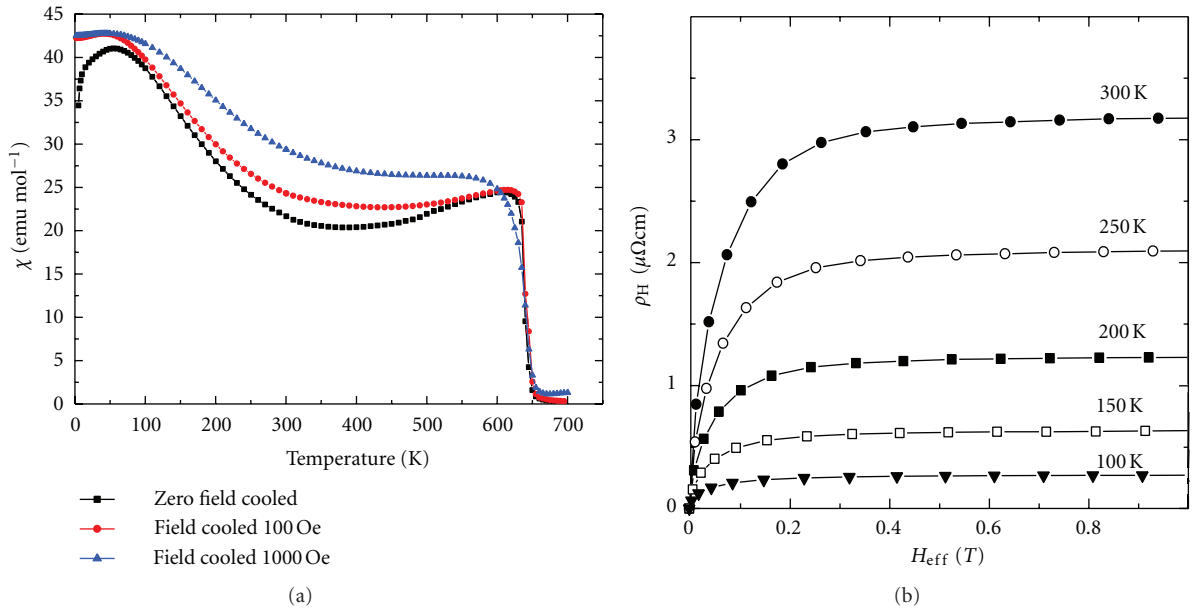 45
40
35
30
25
20
15
10
5
0
χ (emu mol−1)
0 100 200 300 400 500 600 700
Temperature (K)
Zero field cooled
Field cooled 100 Oe
Field cooled 1000 Oe
(a)
3
2
1
0
ρH (μΩcm)
300 K
250 K
200 K
150 K
100 K
0 0.2 0.4 0.6 0.8
Heff (T)
(b)